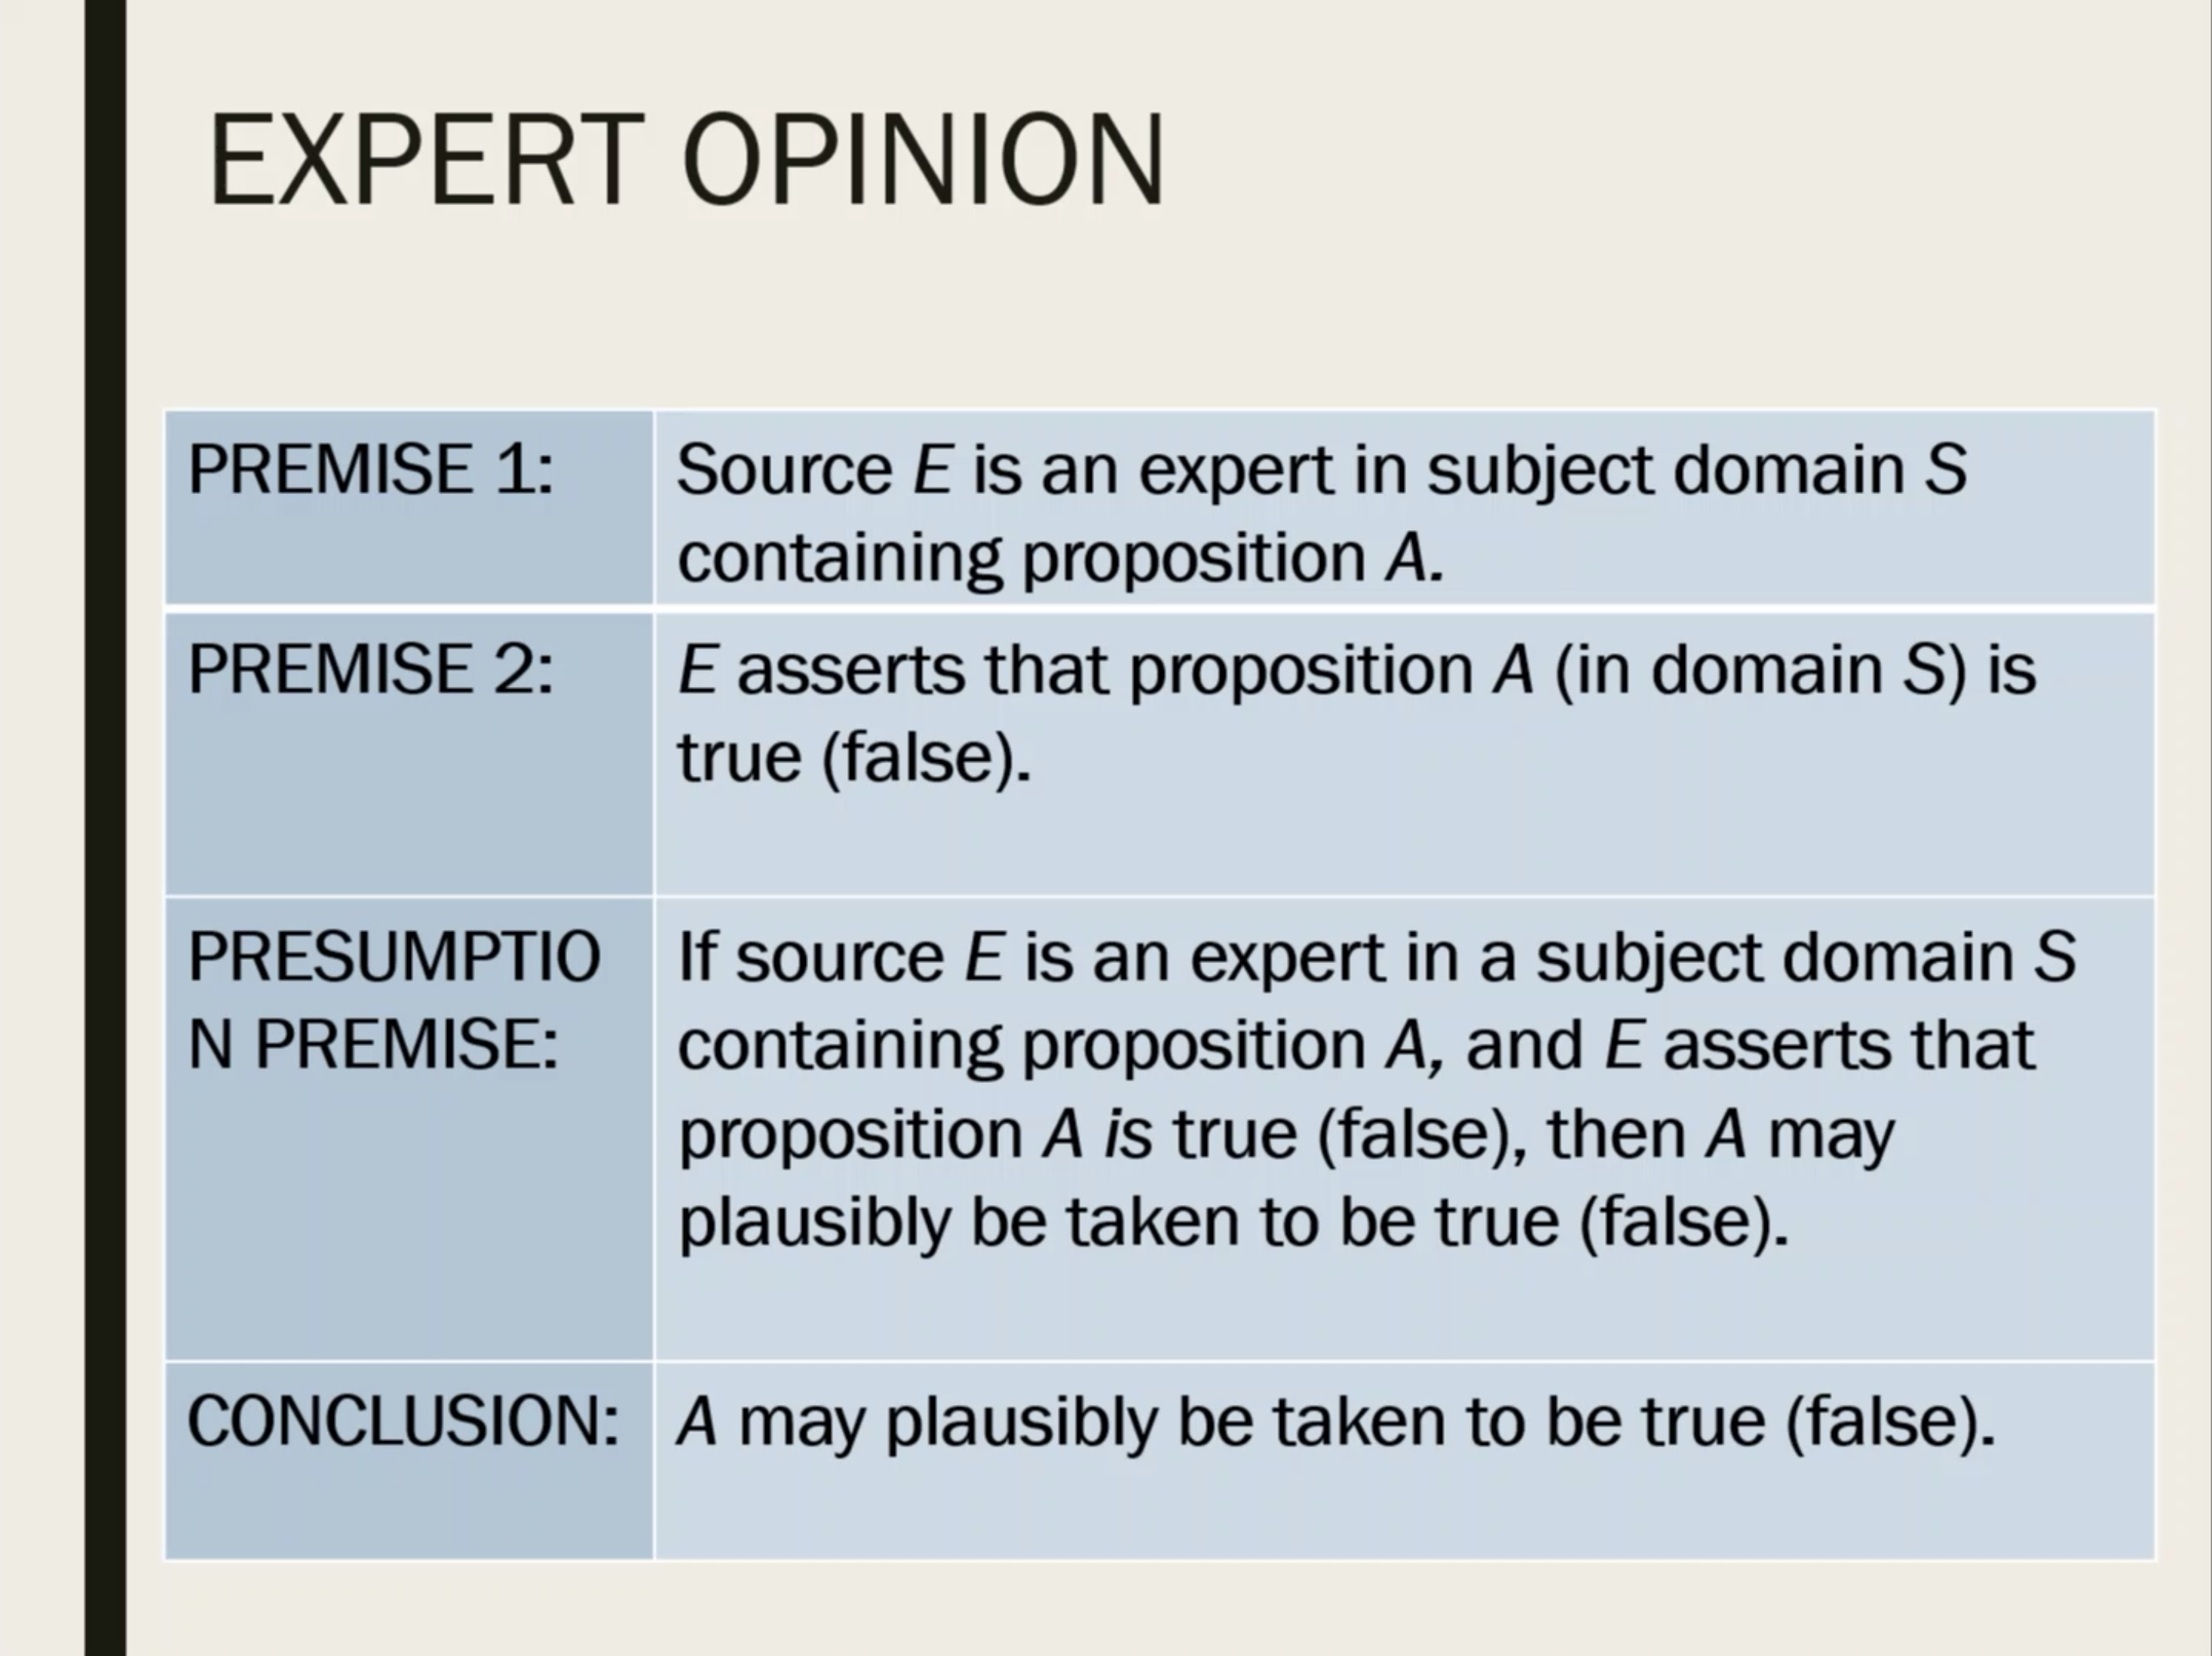 EXPERT OPINION
PREMISE 1:
Source E is an expert in subject domain S
containing proposition A.
PREMISE 2:
E asserts that proposition A (in domain S) is
true (false).
PRESUMPTIO
N PREMISE:
If source E is an expert in a subject domain S
containing proposition A, and E asserts that
proposition A is true (false), then A may
plausibly be taken to be true (false).
CONCLUSION:
A may plausibly be taken to be true (false).